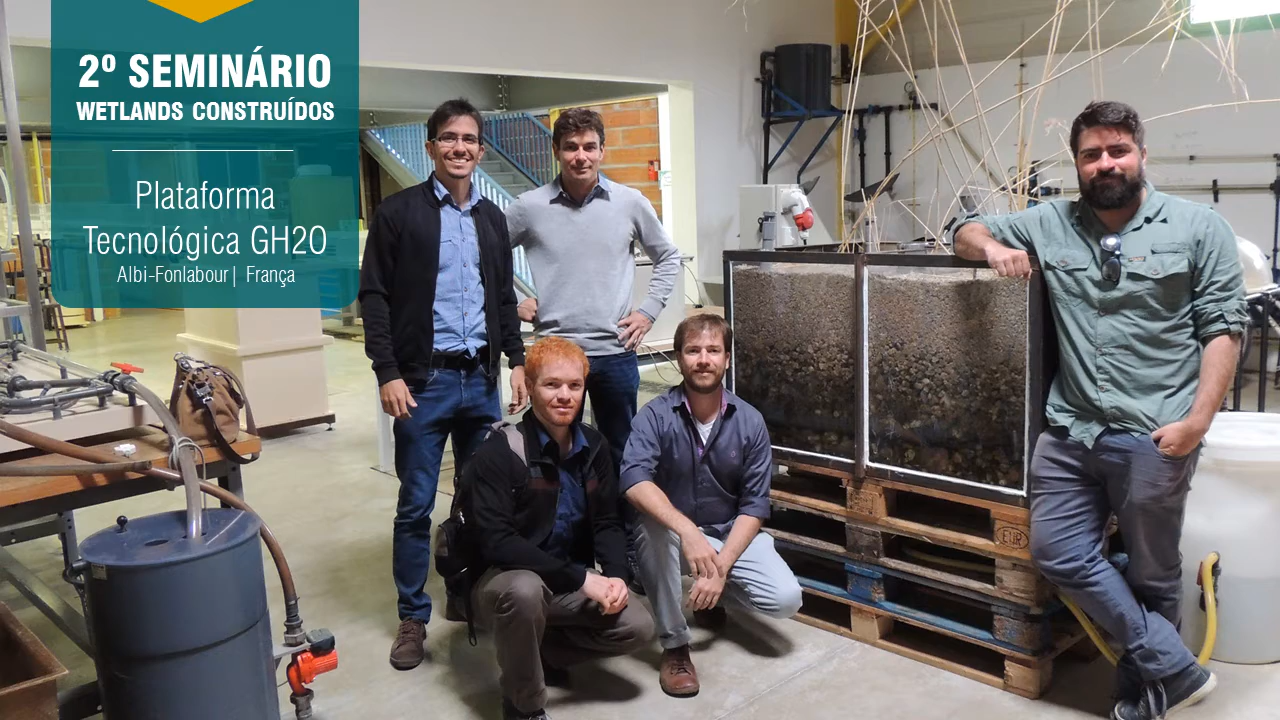 2º SEMINÁRIO
WETLANDS CONSTRUÍDOS
Plataforma
Tecnológica GH2O
Albi-Fonlabour | França
EUR